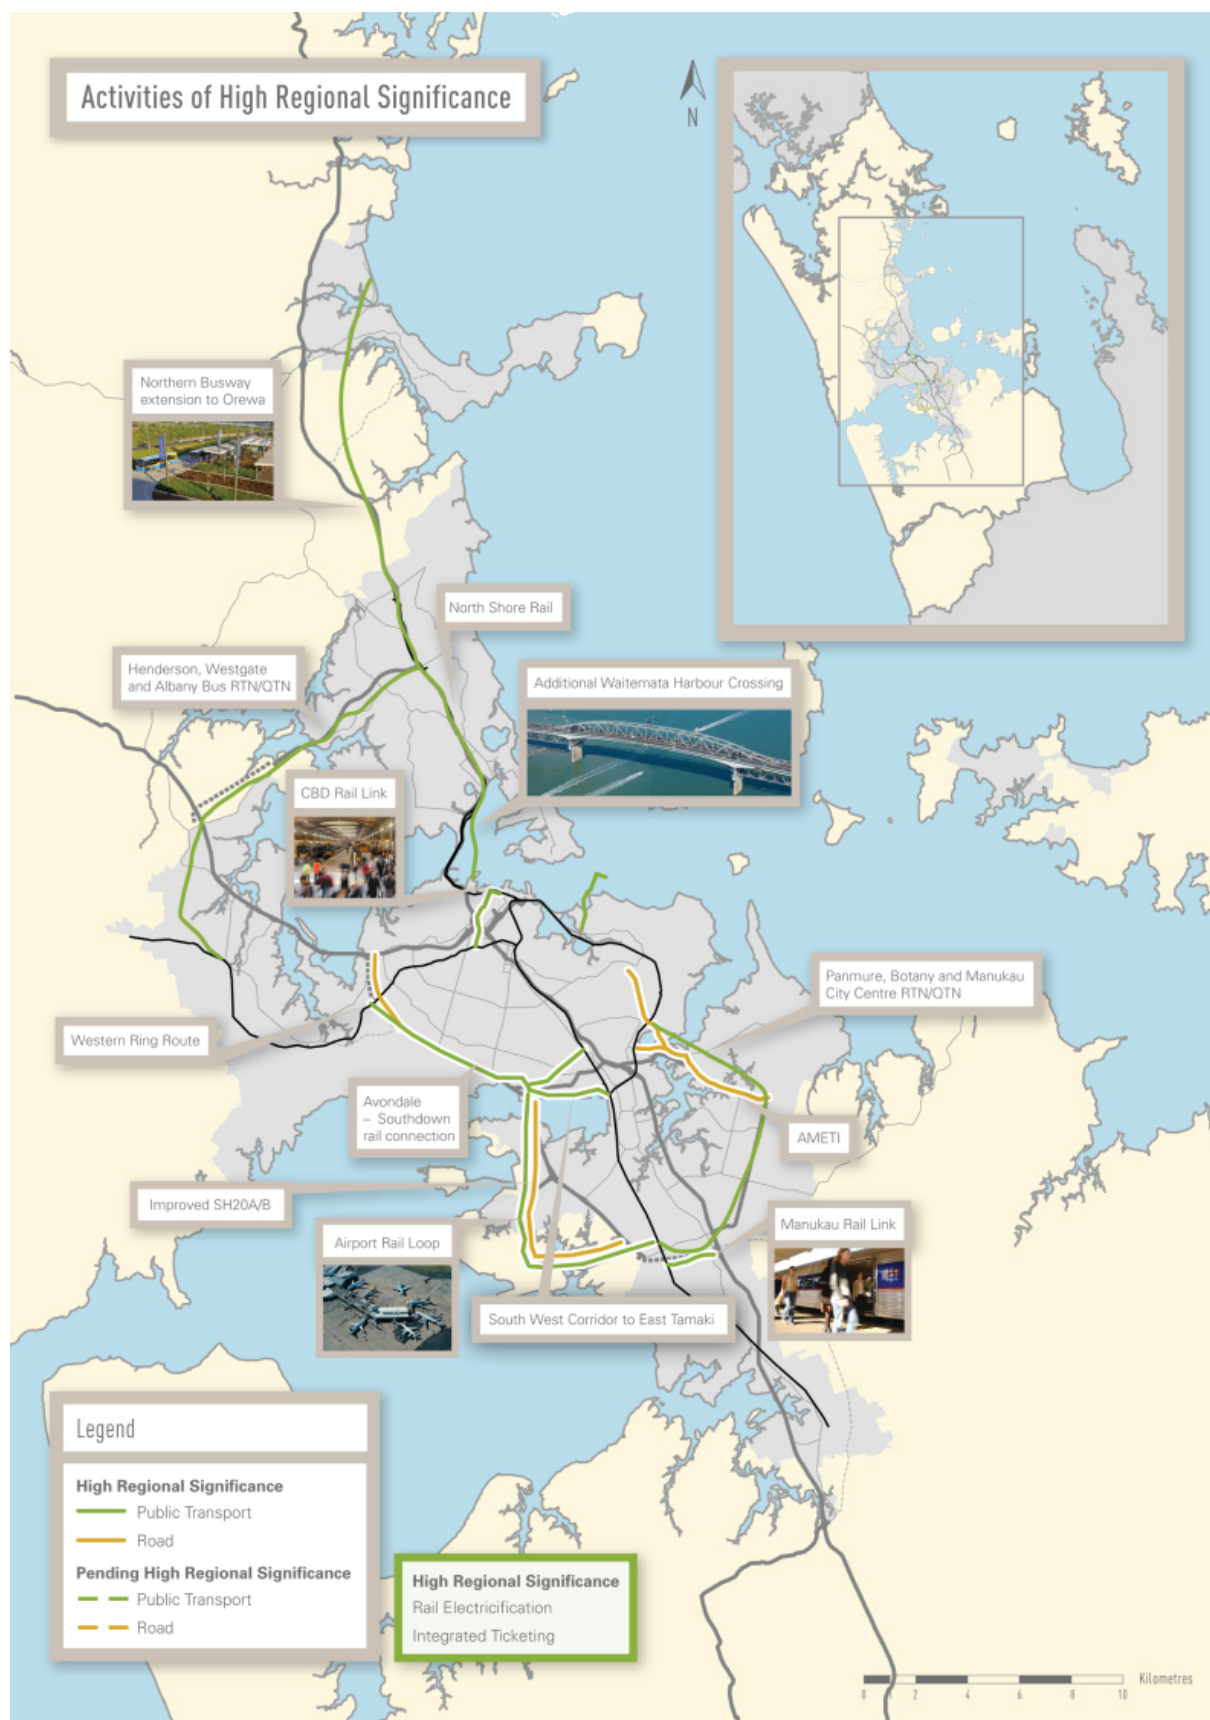 Activities of High Regional Significance
N
Northern Busway
extension to Orewa
North Shore Rail
Henderson, Westgate
and Albany Bus RTN/QTN
Additional Waitemata Harbour Crossing
CBD Rail Link
Panmure, Botany and Manukau
City Centre RTN/QTN
Western Ring Route
Avondale
– Southdown
rail connection
AMETI
Improved SH20A/B
Airport Rail Loop
Manukau Rail Link
South West Corridor to East Tamaki
Legend
High Regional Significance
Public Transport
Road
Pending High Regional Significance
Public Transport
Road
High Regional Significance
Rail Electricification
Integrated Ticketing
Kilometres
0 1 2 4 6 8 10